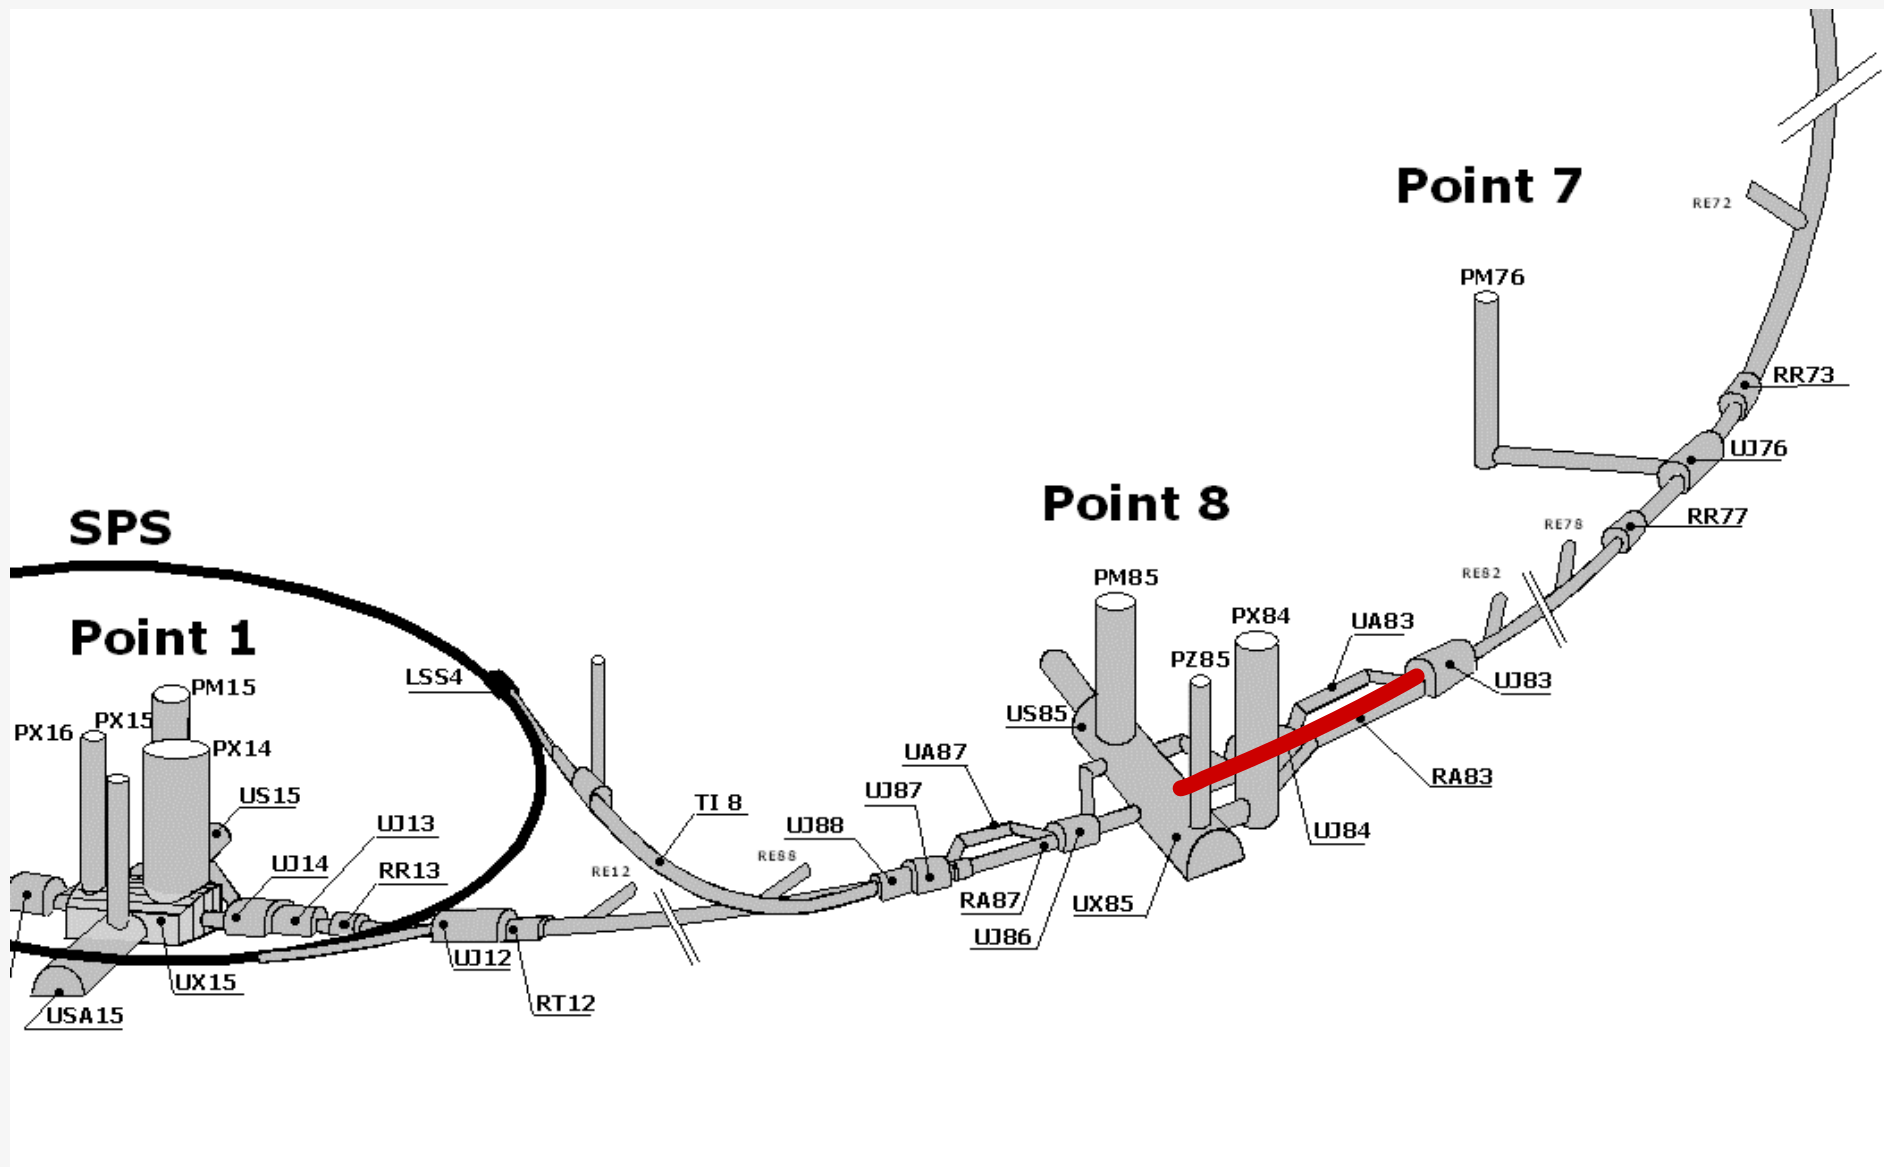 Point 7
RE72
PM76
RR73
UJ76
Point 8
RR77
RE78
SPS
PM85
RE82
PX84
UA83
Point 1
PZ85
LSS4
UJ83
PM15
US85
PX15
PX16
PX14
UA87
RA83
US15
UJ87
TI 8
UJ13
UJ88
UJ84
RE88
UJ14
RR13
RE12
RA87
UX85
UJ86
UJ12
UX15
RT12
USA15